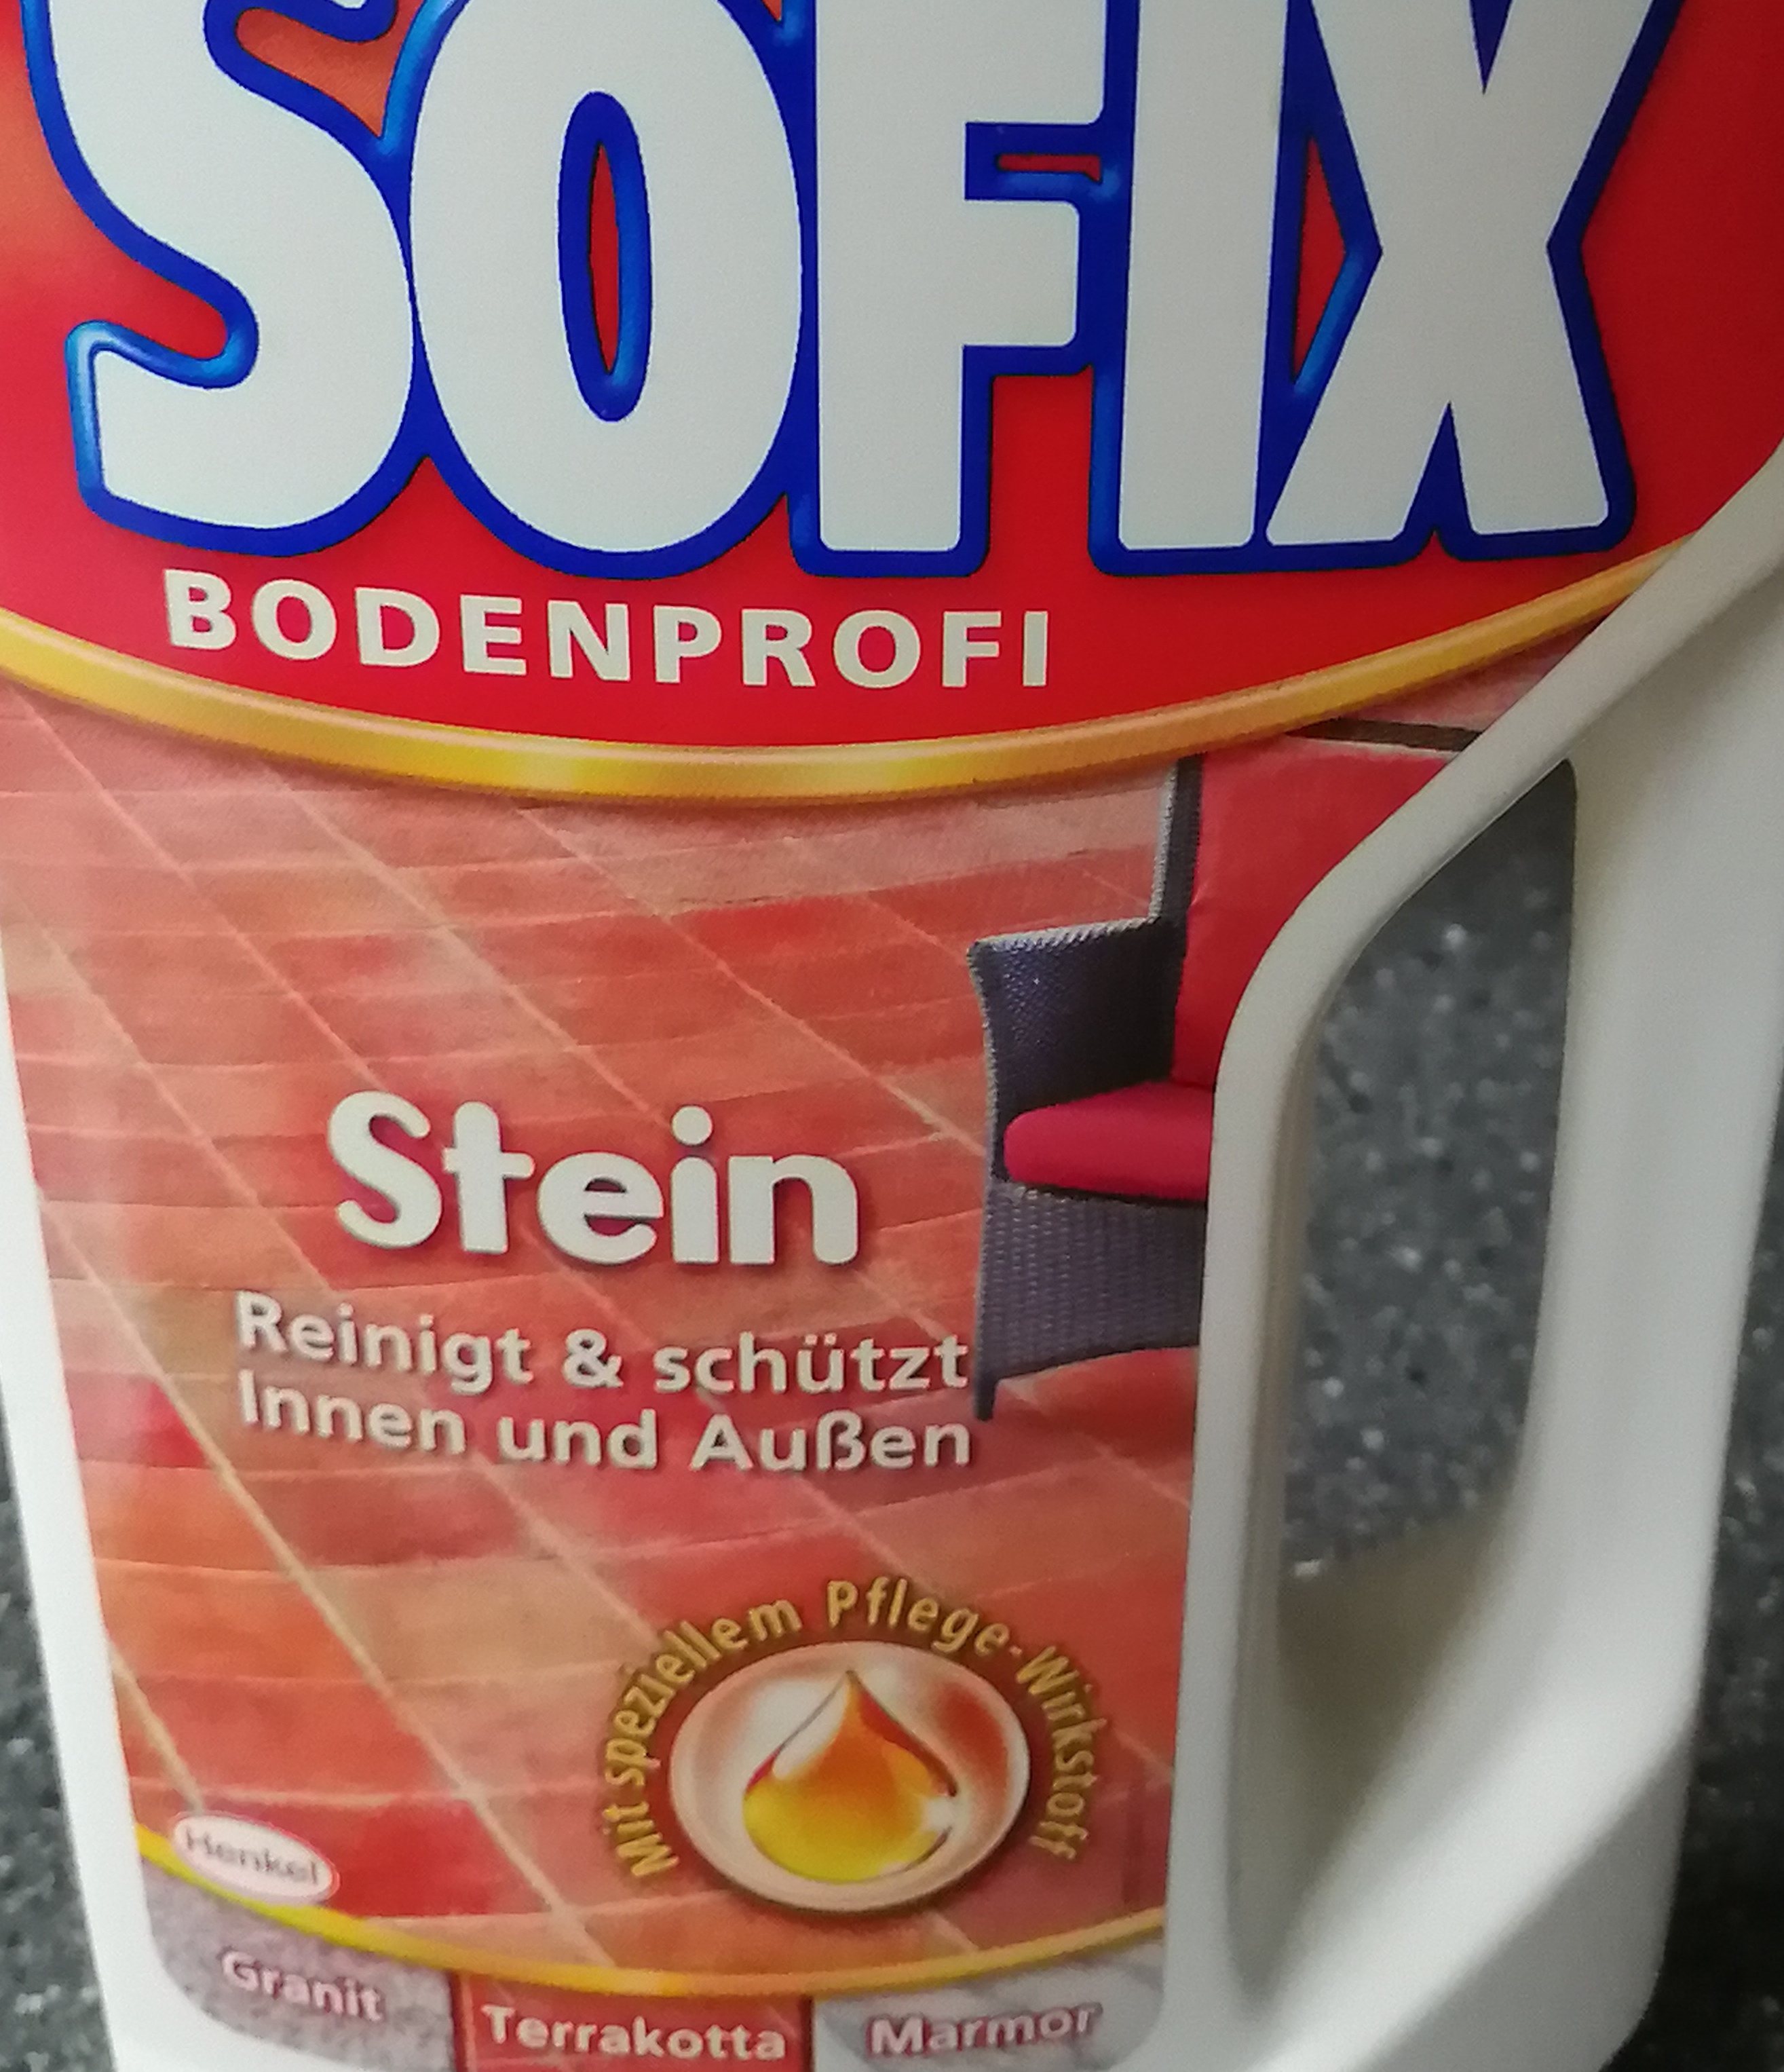 SOFIX
BODENPROFI
Stein
Reinigt & schützt
Innen und Außen
Mit speziellem Pflege-Wirkstoff
Henkel
Granit
Terrakotta
Marmor